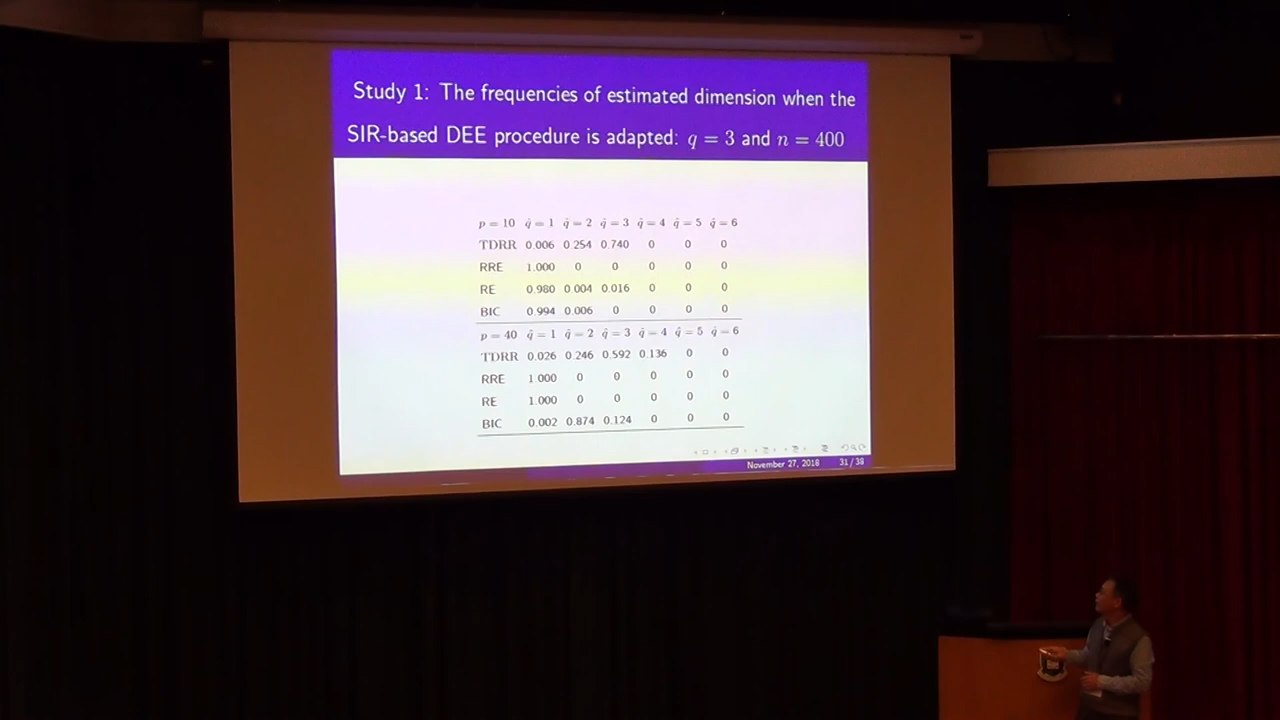 Study 1: The frequencies of estimated dimension when the
SIR-based DEE procedure is adapted: q = 3 and n = 400
p = 10 q̂ = 1 q̂ = 2 q̂ = 3 q̂ = 4 q̂ = 5 q̂ = 6
TDRR 0.006 0.254 0.740 0 0 0
RRE 1.000 0 0 0 0 0
RE 0.980 0.004 0.016 0 0 0
BIC 0.994 0.006 0 0 0 0
p = 40 q̂ = 1 q̂ = 2 q̂ = 3 q̂ = 4 q̂ = 5 q̂ = 6
TDRR 0.026 0.246 0.592 0.136 0 0
RRE 1.000 0 0 0 0 0
RE 1.000 0 0 0 0 0
BIC 0.002 0.874 0.124 0 0 0
November 27, 2018 31 / 38